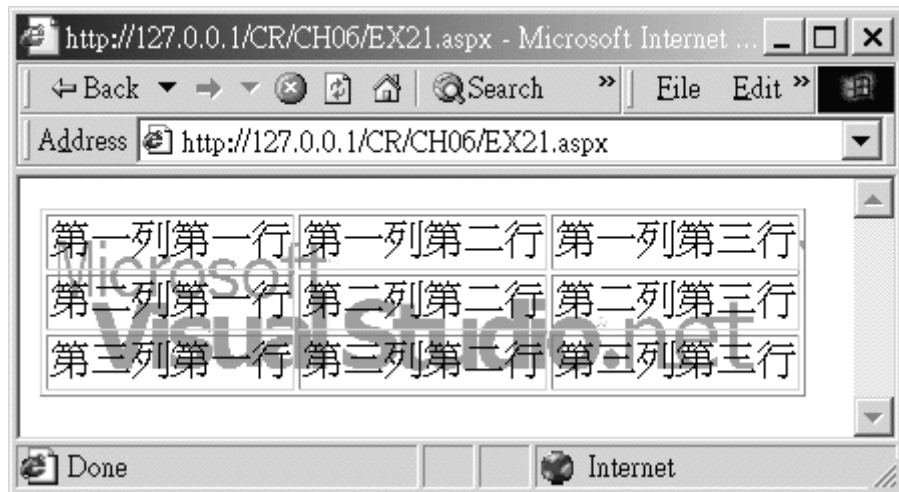 http://127.0.0.1/CR/CH06/EX21.aspx - Microsoft Internet ...
Back Search » File Edit »
Address http://127.0.0.1/CR/CH06/EX21.aspx
第一列第一行 第一列第二行 第一列第三行
Microsoft
第二列第一行 第二列第二行 第二列第三行
Visual Studio.net
第三列第一行 第三列第二行 第三列第三行
Done Internet